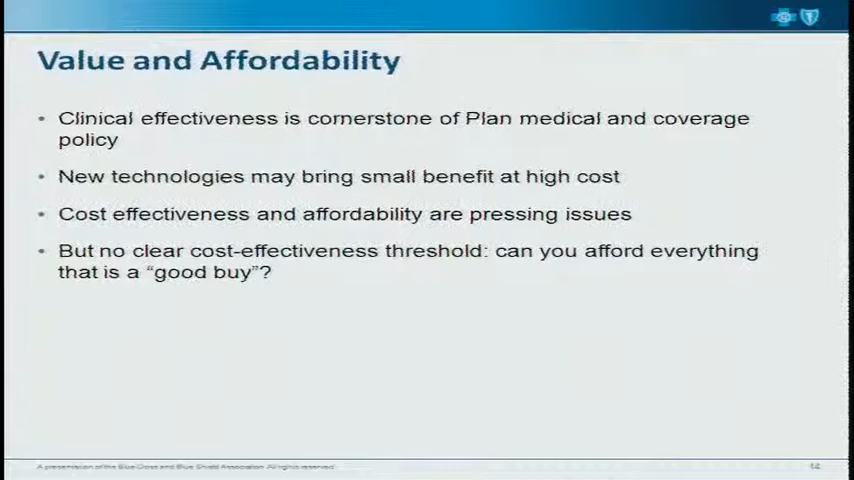 Value and Affordability
• Clinical effectiveness is cornerstone of Plan medical and coverage
policy
• New technologies may bring small benefit at high cost
• Cost effectiveness and affordability are pressing issues
• But no clear cost-effectiveness threshold: can you afford everything
that is a “good buy”?
A presentation of the Blue Cross and Blue Shield Association. All rights reserved.
14